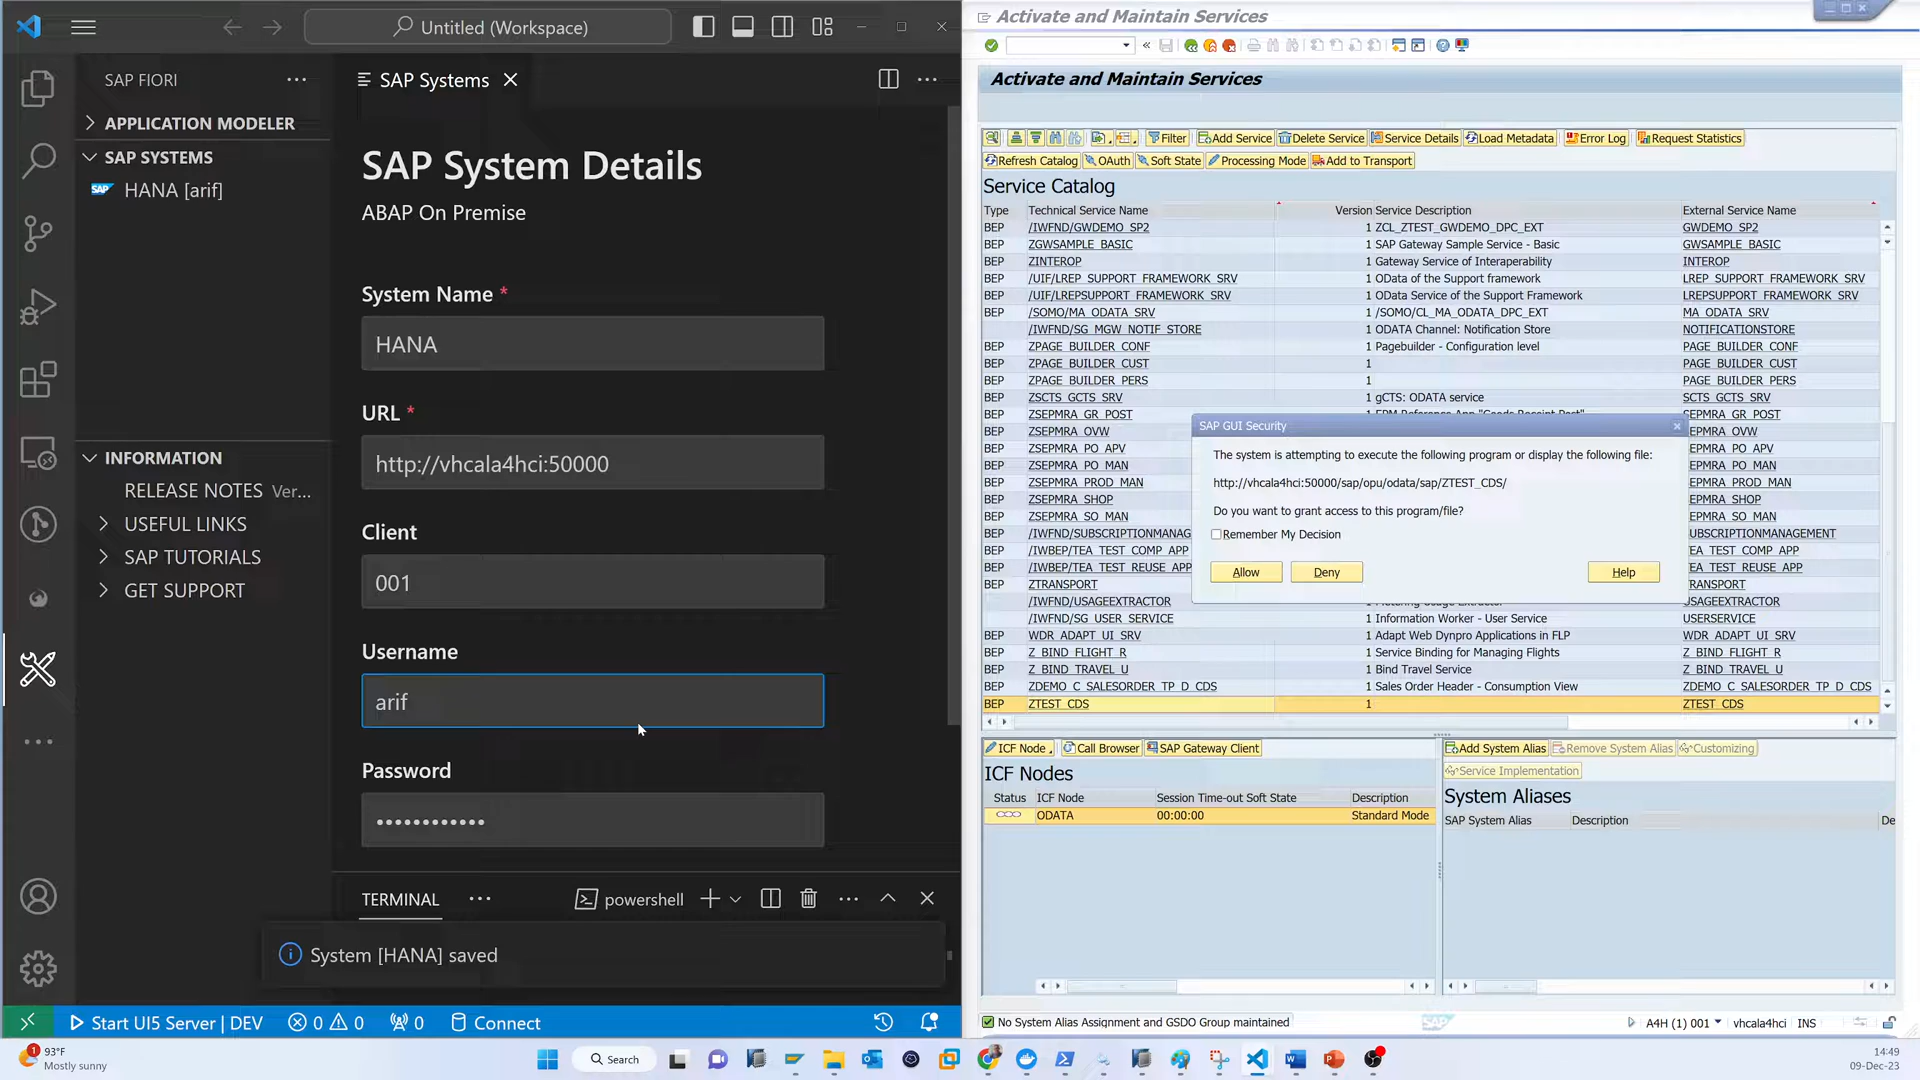 Untitled (Workspace)
SAP FIORI
APPLICATION MODELER
SAP SYSTEMS
HANA [arif]
INFORMATION
RELEASE NOTES Ver...
USEFUL LINKS
SAP TUTORIALS
GET SUPPORT
SAP Systems
SAP System Details
ABAP On Premise
System Name *
HANA
URL *
http://vhcala4hci:50000
Client
001
Username
arif
Password
••••••••••••
TERMINAL
powershell
System [HANA] saved
Start UI5 Server | DEV
0
0
0
Connect
Activate and Maintain Services
Activate and Maintain Services
Filter
Add Service
Delete Service
Service Details
Load Metadata
Error Log
Request Statistics
Refresh Catalog
OAuth
Soft State
Processing Mode
Add to Transport
Service Catalog
Type Technical Service Name Version Service Description External Service Name
BEP /IWFND/GWDEMO_SP2 1 ZCL_ZTEST_GWDEMO_DPC_EXT GWDEMO_SP2
BEP ZGWSAMPLE_BASIC 1 SAP Gateway Sample Service - Basic GWSAMPLE_BASIC
BEP ZINTEROP 1 Gateway Service of Interaperability INTEROP
BEP /UIF/LREP_SUPPORT_FRAMEWORK_SRV 1 OData of the Support framework LREP_SUPPORT_FRAMEWORK_SRV
BEP /UIF/LREPSUPPORT_FRAMEWORK_SRV 1 OData Service of the Support Framework LREPSUPPORT_FRAMEWORK_SRV
BEP /SOMO/MA_ODATA_SRV 1 /SOMO/CL_MA_ODATA_DPC_EXT MA_ODATA_SRV
/IWFND/SG_MGW_NOTIF_STORE 1 ODATA Channel: Notification Store NOTIFICATIONSTORE
BEP ZPAGE_BUILDER_CONF 1 Pagebuilder - Configuration level PAGE_BUILDER_CONF
BEP ZPAGE_BUILDER_CUST 1 PAGE_BUILDER_CUST
BEP ZPAGE_BUILDER_PERS 1 PAGE_BUILDER_PERS
BEP ZSCTS_GCTS_SRV 1 gCTS: ODATA service SCTS_GCTS_SRV
BEP ZSEPMRA_GR_POST SEPMRA_GR_POST
BEP ZSEPMRA_OVW EPMRA_OVW
BEP ZSEPMRA_PO_APV EPMRA_PO_APV
BEP ZSEPMRA_PO_MAN EPMRA_PO_MAN
BEP ZSEPMRA_PROD_MAN EPMRA_PROD_MAN
BEP ZSEPMRA_SHOP EPMRA_SHOP
BEP ZSEPMRA_SO_MAN EPMRA_SO_MAN
BEP /IWFND/SUBSCRIPTIONMANAG UBSCRIPTIONMANAGEMENT
BEP /IWBEP/TEA_TEST_COMP_APP EA_TEST_COMP_APP
BEP /IWBEP/TEA_TEST_REUSE_APP EA_TEST_REUSE_APP
BEP ZTRANSPORT RANSPORT
/IWFND/USAGEEXTRACTOR USAGEEXTRACTOR
/IWFND/SG_USER_SERVICE 1 Information Worker - User Service USERSERVICE
BEP WDR_ADAPT_UI_SRV 1 Adapt Web Dynpro Applications in FLP WDR_ADAPT_UI_SRV
BEP Z_BIND_FLIGHT_R 1 Service Binding for Managing Flights Z_BIND_FLIGHT_R
BEP Z_BIND_TRAVEL_U 1 Bind Travel Service Z_BIND_TRAVEL_U
BEP ZDEMO_C_SALESORDER_TP_D_CDS 1 Sales Order Header - Consumption View ZDEMO_C_SALESORDER_TP_D_CDS
BEP ZTEST_CDS 1 ZTEST_CDS
SAP GUI Security
The system is attempting to execute the following program or display the following file:
http://vhcala4hci:50000/sap/opu/odata/sap/ZTEST_CDS/
Do you want to grant access to this program/file?
Remember My Decision
Allow
Deny
Help
ICF Node
Call Browser
SAP Gateway Client
ICF Nodes
Status ICF Node Session Time-out Soft State Description
ODATA 00:00:00 Standard Mode
Add System Alias
Remove System Alias
Customizing
Service Implementation
System Aliases
SAP System Alias Description De
No System Alias Assignment and GSDO Group maintained
SAP
A4H (1) 001
vhcala4hci
INS
1
93°F
Mostly sunny
Search
14:49
09-Dec-23